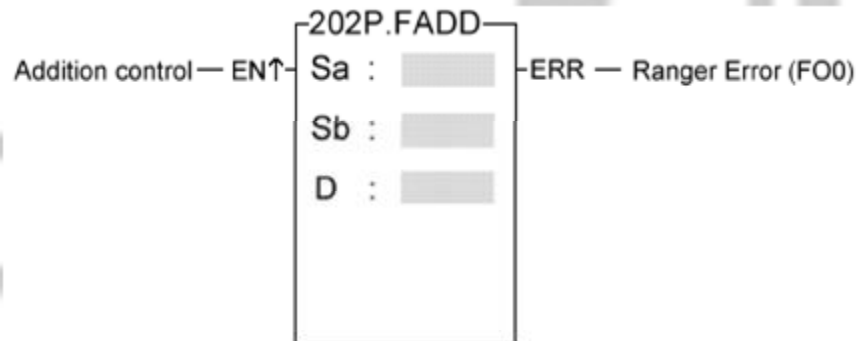 202P.FADD
Addition control — EN↑ Sa : ERR — Ranger Error (FO0)
Sb :
D :